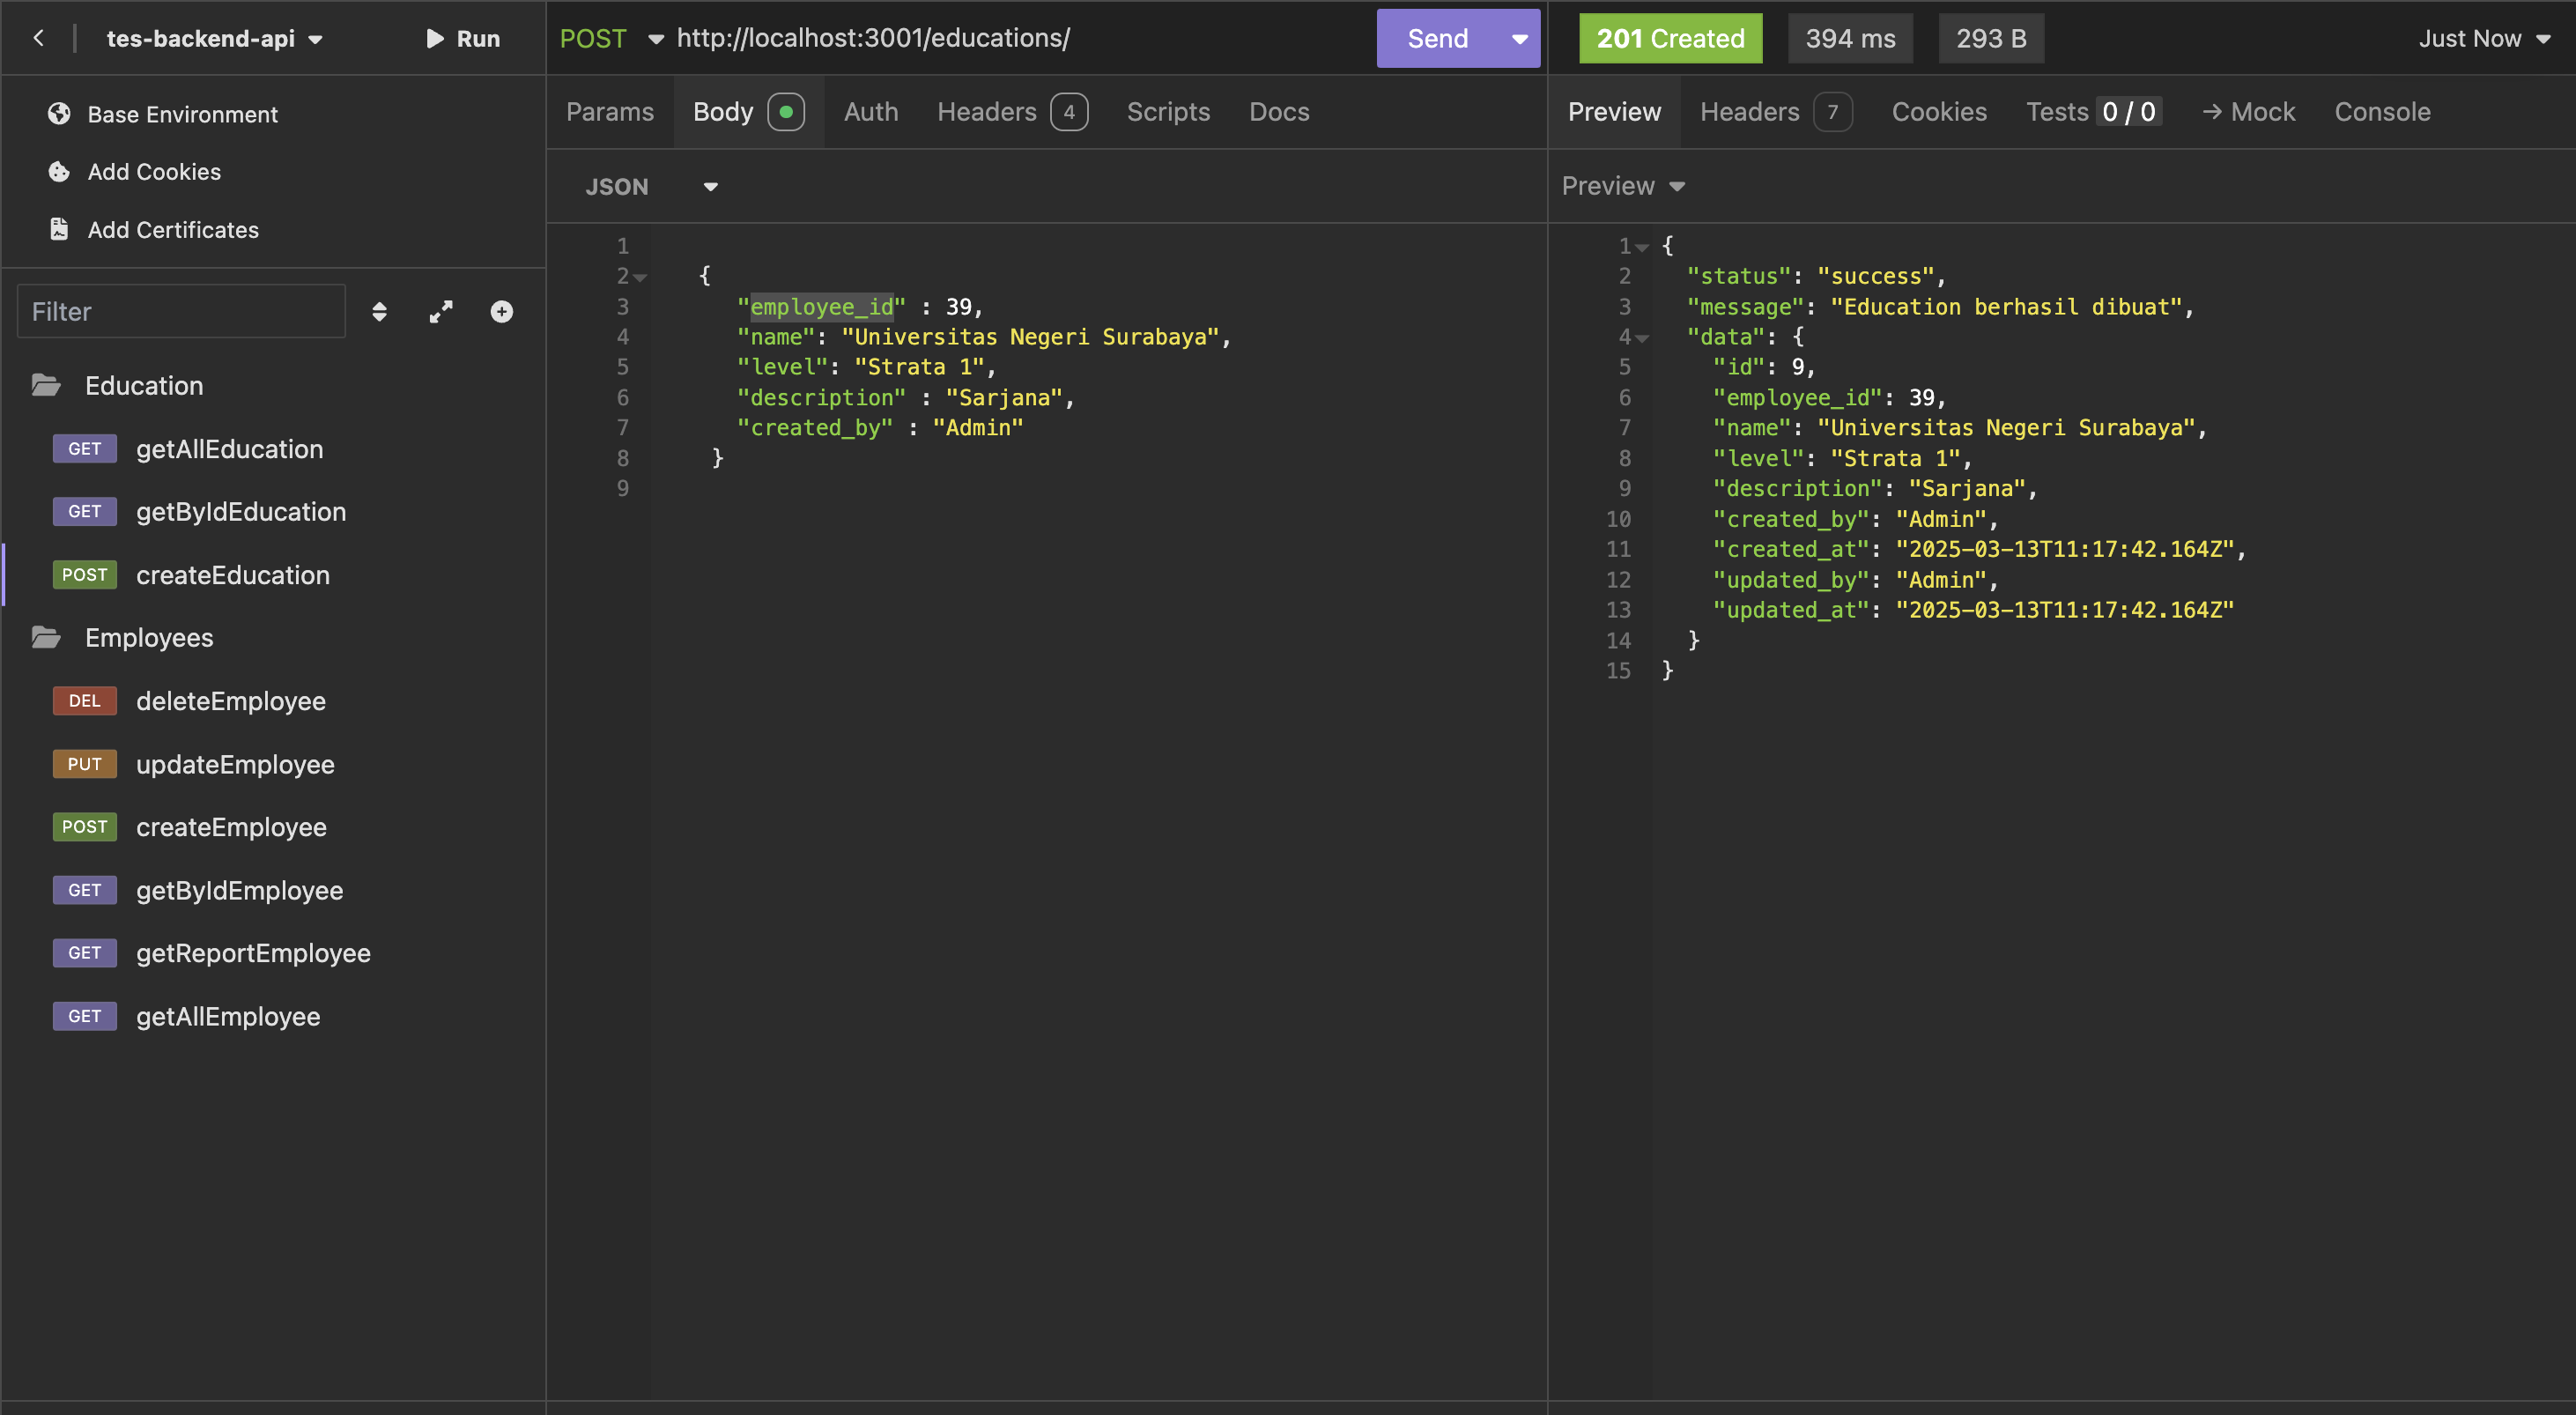 tes-backend-api
Run
Base Environment
Add Cookies
Add Certificates
Filter
Education
GET getAllEducation
GET getByIdEducation
POST createEducation
Employees
DEL deleteEmployee
PUT updateEmployee
POST createEmployee
GET getByIdEmployee
GET getReportEmployee
GET getAllEmployee
POST http://localhost:3001/educations/ Send
Params Body Auth Headers 4 Scripts Docs
JSON
1
2 {
3 "employee_id" : 39,
4 "name": "Universitas Negeri Surabaya",
5 "level": "Strata 1",
6 "description" : "Sarjana",
7 "created_by" : "Admin"
8 }
9
201 Created 394 ms 293 B Just Now
Preview Headers 7 Cookies Tests 0 / 0 → Mock Console
Preview
1 {
2 "status": "success",
3 "message": "Education berhasil dibuat",
4 "data": {
5 "id": 9,
6 "employee_id": 39,
7 "name": "Universitas Negeri Surabaya",
8 "level": "Strata 1",
9 "description": "Sarjana",
10 "created_by": "Admin",
11 "created_at": "2025-03-13T11:17:42.164Z",
12 "updated_by": "Admin",
13 "updated_at": "2025-03-13T11:17:42.164Z"
14 }
15 }